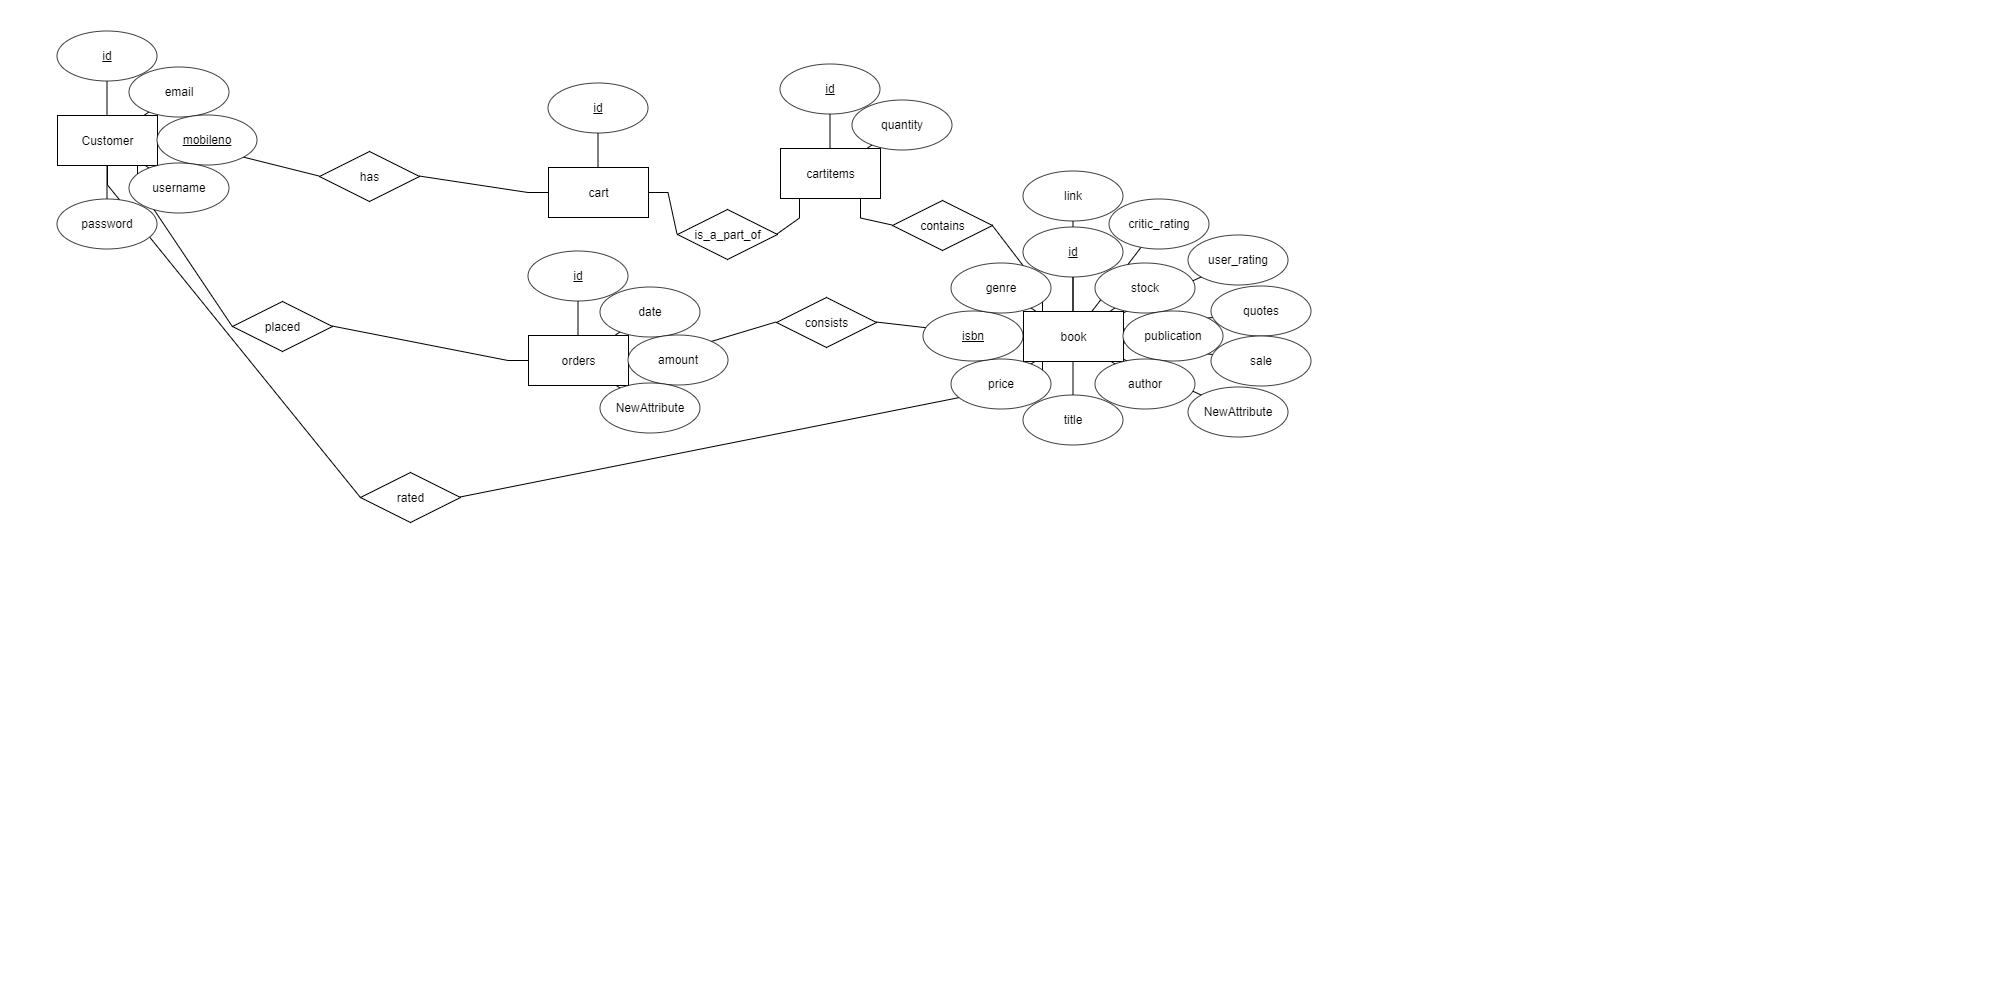 id
email
Customer
mobileno
username
password
has
id
cart
id
quantity
cartitems
is_a_part_of
contains
link
critic_rating
id
user_rating
genre
stock
quotes
isbn
book
publication
sale
price
author
NewAttribute
title
id
date
orders
amount
NewAttribute
consists
placed
rated